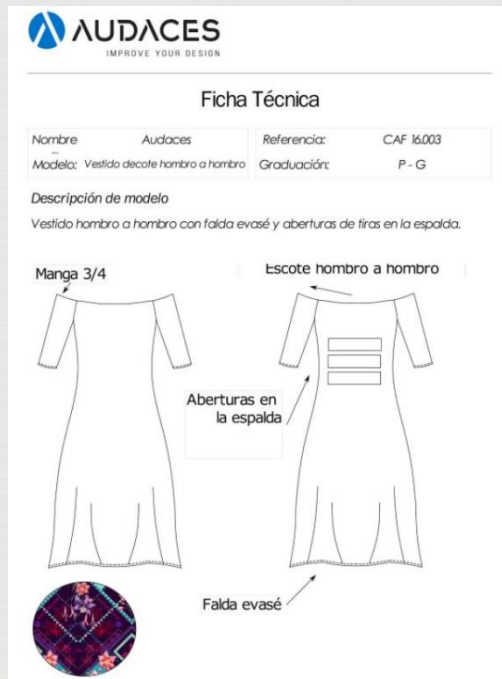 AUDACES
IMPROVE YOUR DESIGN
Ficha Técnica
Nombre Audaces Referencia: CAF 16.003
...
Modelo: Vestido decote hombro a hombro Graduación: P - G
Descripción de modelo
Vestido hombro a hombro con falda evasé y aberturas de tiras en la espalda.
Manga 3/4
Escote hombro a hombro
Aberturas en
la espalda
Falda evasé